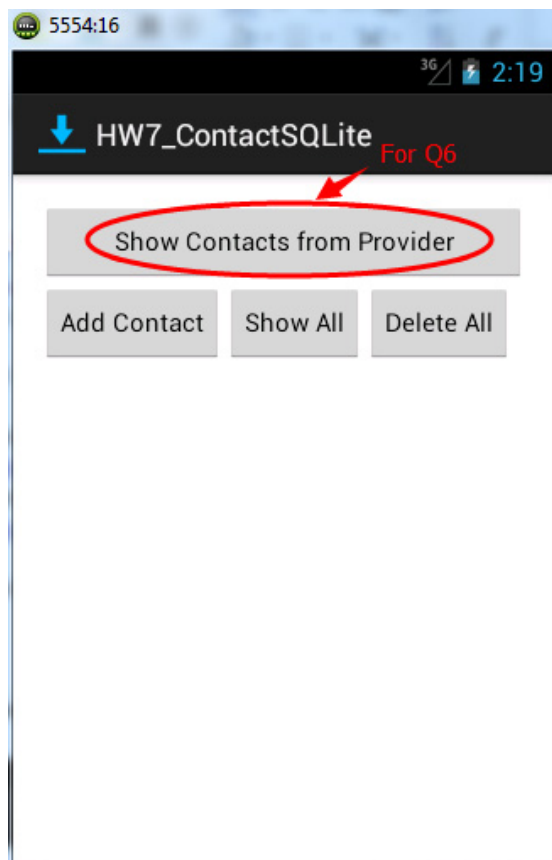 5554:16
3G 2:19
HW7_ContactSQLite
For Q6
Show Contacts from Provider
Add Contact Show All Delete All